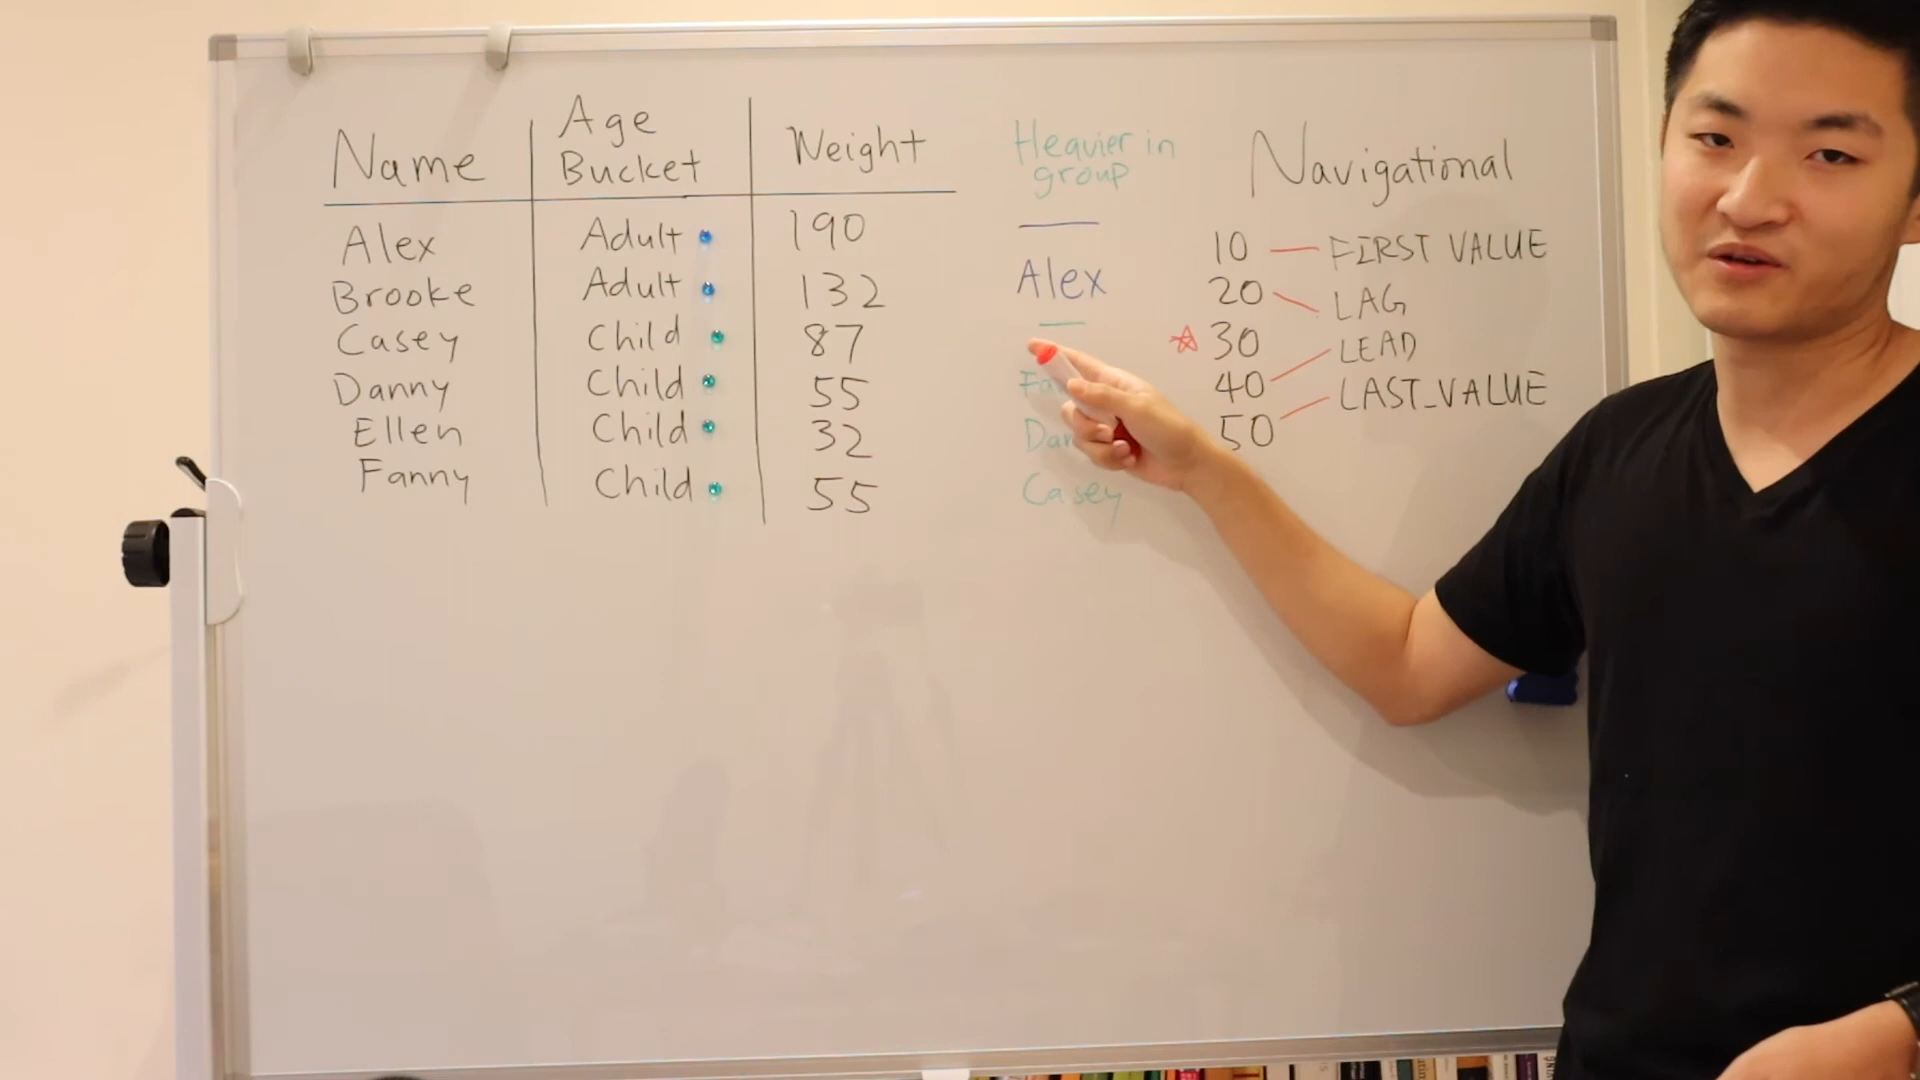 Name
Age
Bucket
Weight
Alex Adult 190
Brooke Adult 132
Casey Child 87
Danny Child 55
Ellen Child 32
Fanny Child 55
Heavier in
group
Alex
Casey
Navigational
10 FIRST VALUE
20 LAG
30 LEAD
40 LAST_VALUE
50